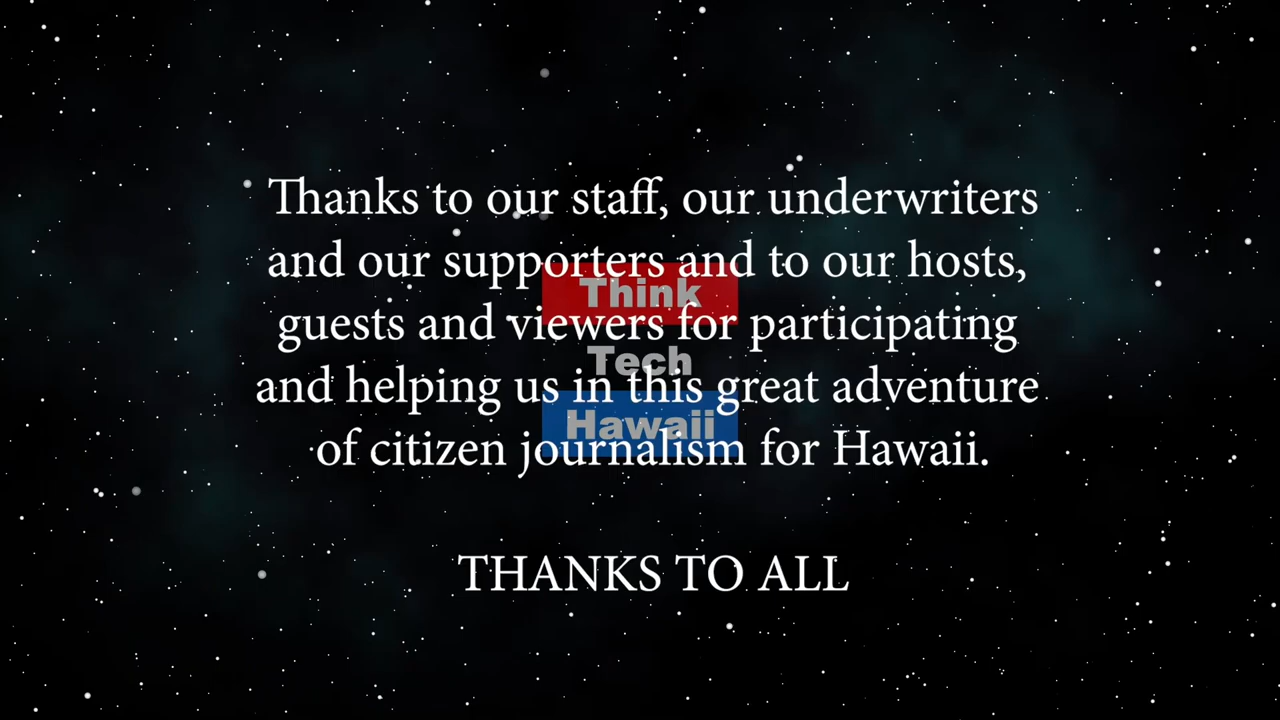 Thanks to our staff, our underwriters
and our supporters and to our hosts,
Think
guests and viewers for participating
Tech
and helping us in this great adventure
Hawaii
of citizen journalism for Hawaii.
THANKS TO ALL